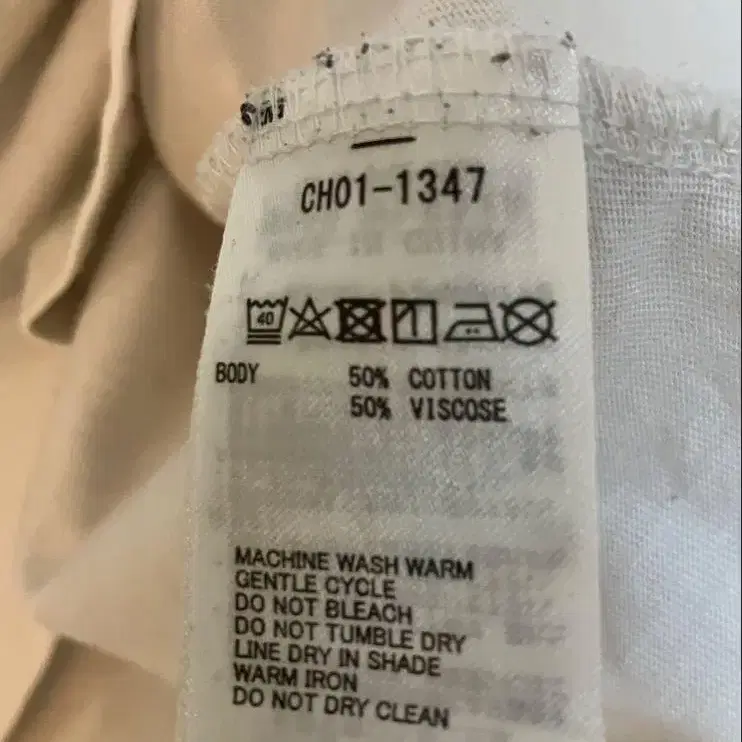 CH01-1347
40
BODY 50% COTTON
50% VISCOSE
MACHINE WASH WARM
GENTLE CYCLE
DO NOT BLEACH
DO NOT TUMBLE DRY
LINE DRY IN SHADE
WARM IRON
DO NOT DRY CLEAN